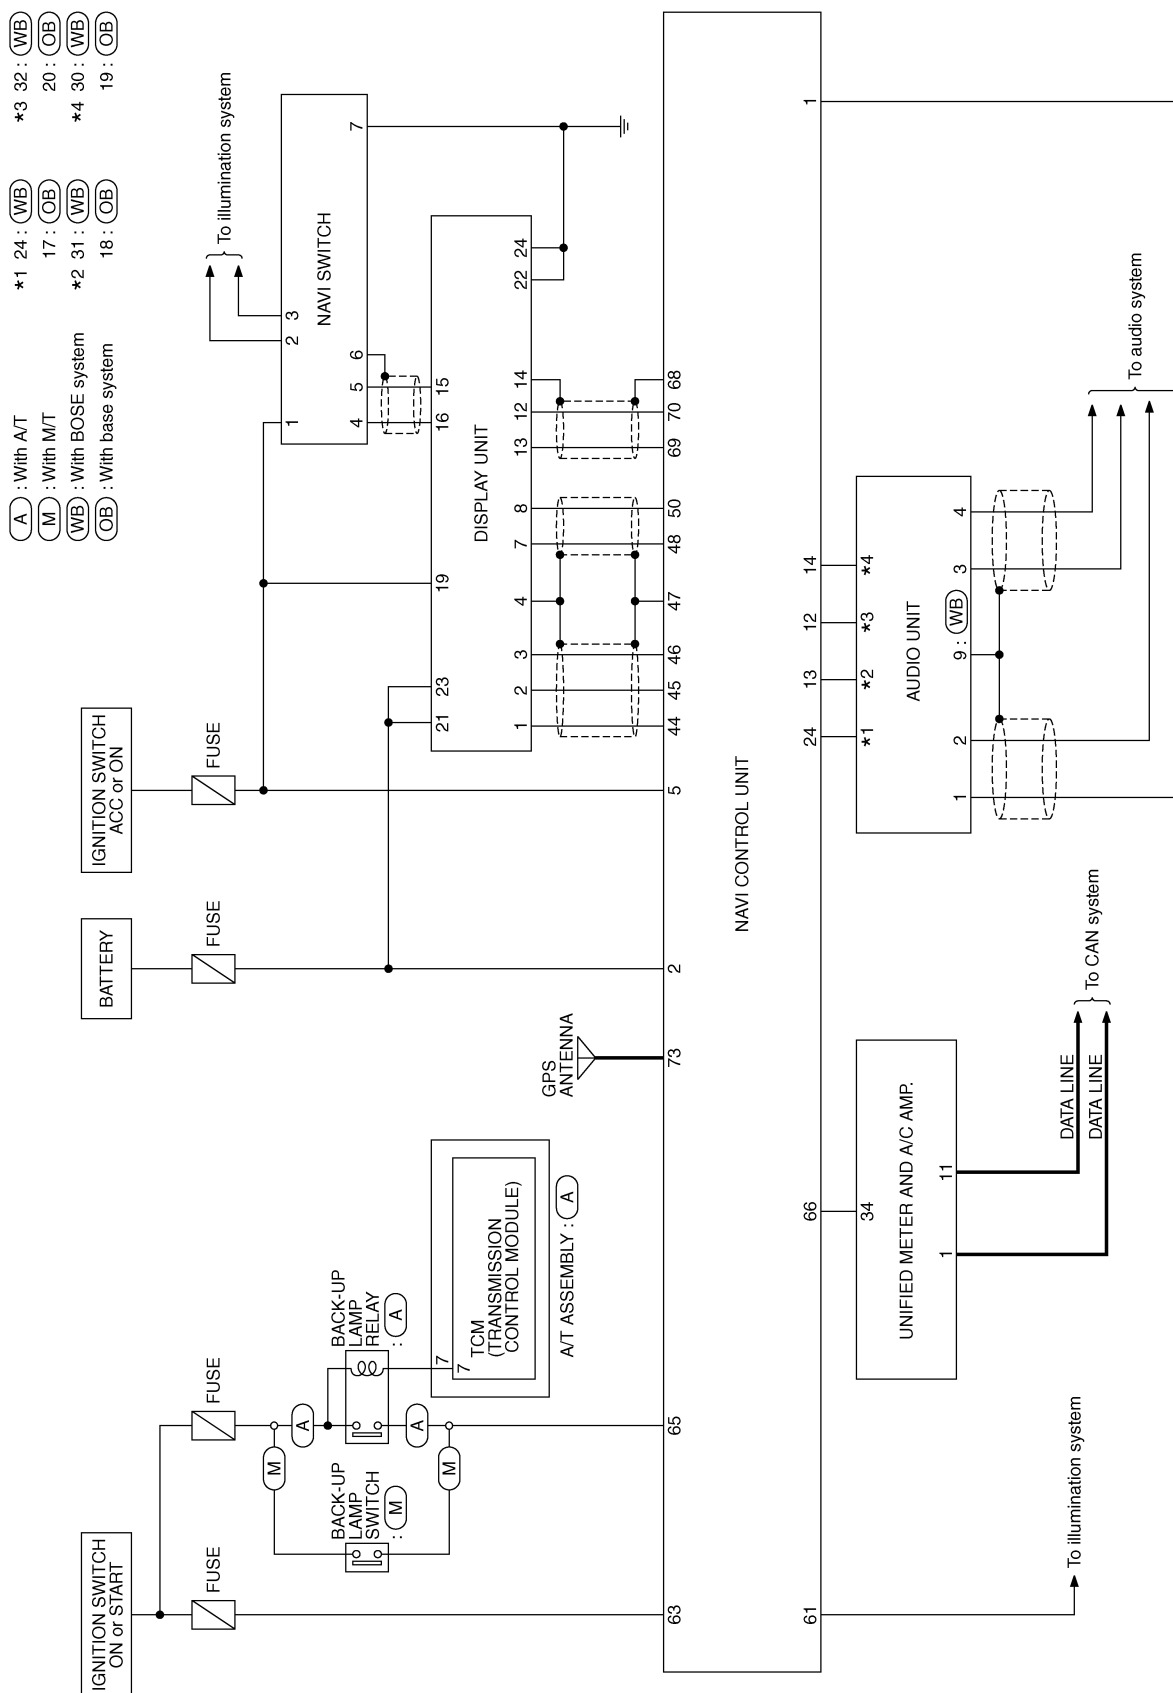 IGNITION SWITCH
ON or START
BATTERY
IGNITION SWITCH
ACC or ON
A : With A/T
M : With M/T
WB : With BOSE system
OB : With base system
*1 24 : WB
17 : OB
*2 31 : WB
18 : OB
*3 32 : WB
20 : OB
*4 30 : WB
19 : OB
FUSE
FUSE
FUSE
FUSE
To illumination system
M
A
BACK-UP
LAMP
SWITCH
: M
BACK-UP
LAMP
RELAY
: A
M
A
1
2
3
NAVI SWITCH
4
5
6
7
7
7
TCM
(TRANSMISSION
CONTROL MODULE)
A/T ASSEMBLY : A
GPS
ANTENNA
21
23
19
16
15
DISPLAY UNIT
1
2
3
4
7
8
13
12
14
22
24
63
65
73
2
5
44
45
46
47
48
50
69
70
68
NAVI CONTROL UNIT
61
66
24
13
12
14
1
34
UNIFIED METER AND A/C AMP.
1
11
*1
*2
*3
*4
AUDIO UNIT
1
2
9 : WB
3
4
To illumination system
DATA LINE
DATA LINE
To CAN system
To audio system